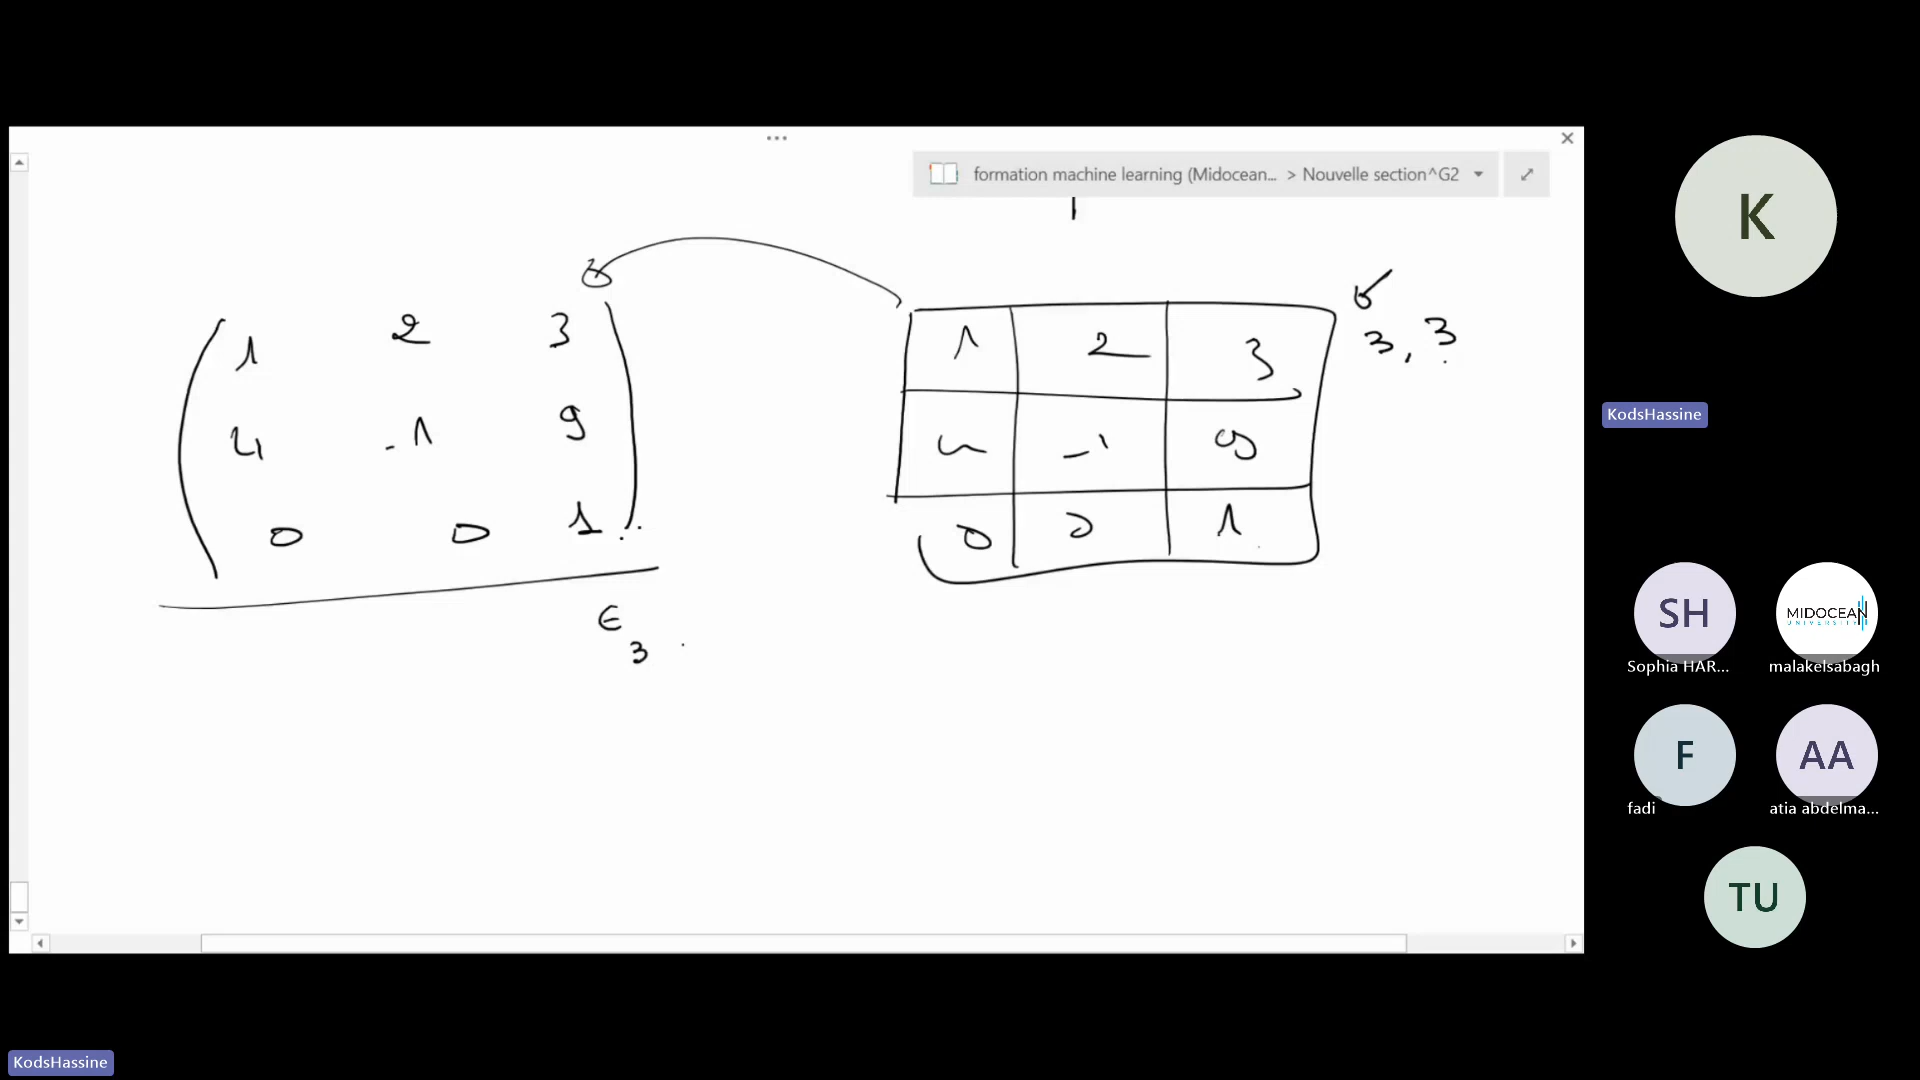 formation machine learning (Midocean... > Nouvelle section^G2
1 2 3
4 -1 9
0 0 1
∈
3
1 2 3
4 -1 9
0 0 1
3, 3
K
KodsHassine
SH
Sophia HAR...
MIDOCEAN
UNIVERSITY
malakelsabagh
F
fadi
AA
atia abdelma...
TU
KodsHassine